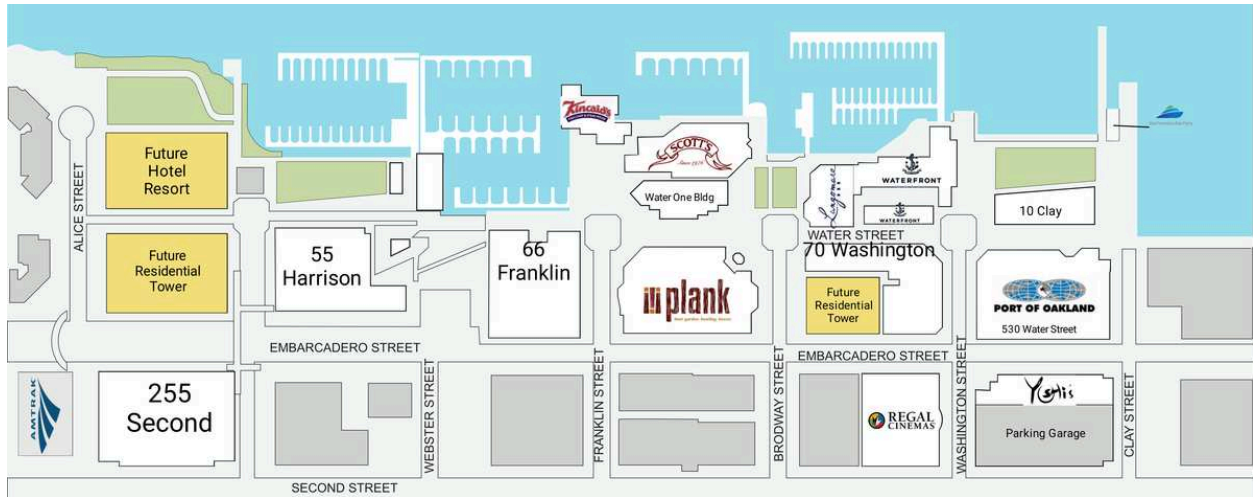 Kincaid's
SCOTT'S
Since 1976
Future
Hotel
Resort
ALICE STREET
Water One Bldg
Lungomare
WATERFRONT
WATERFRONT
10 Clay
WATER STREET
55
Harrison
66
Franklin
70 Washington
Future
Residential
Tower
plank
Future
Residential
Tower
PORT OF OAKLAND
530 Water Street
EMBARCADERO STREET
EMBARCADERO STREET
AMTRAK
255
Second
WEBSTER STREET
FRANKLIN STREET
BRODWAY STREET
REGAL
CINEMAS
WASHINGTON STREET
Yoshi's
Parking Garage
CLAY STREET
SECOND STREET